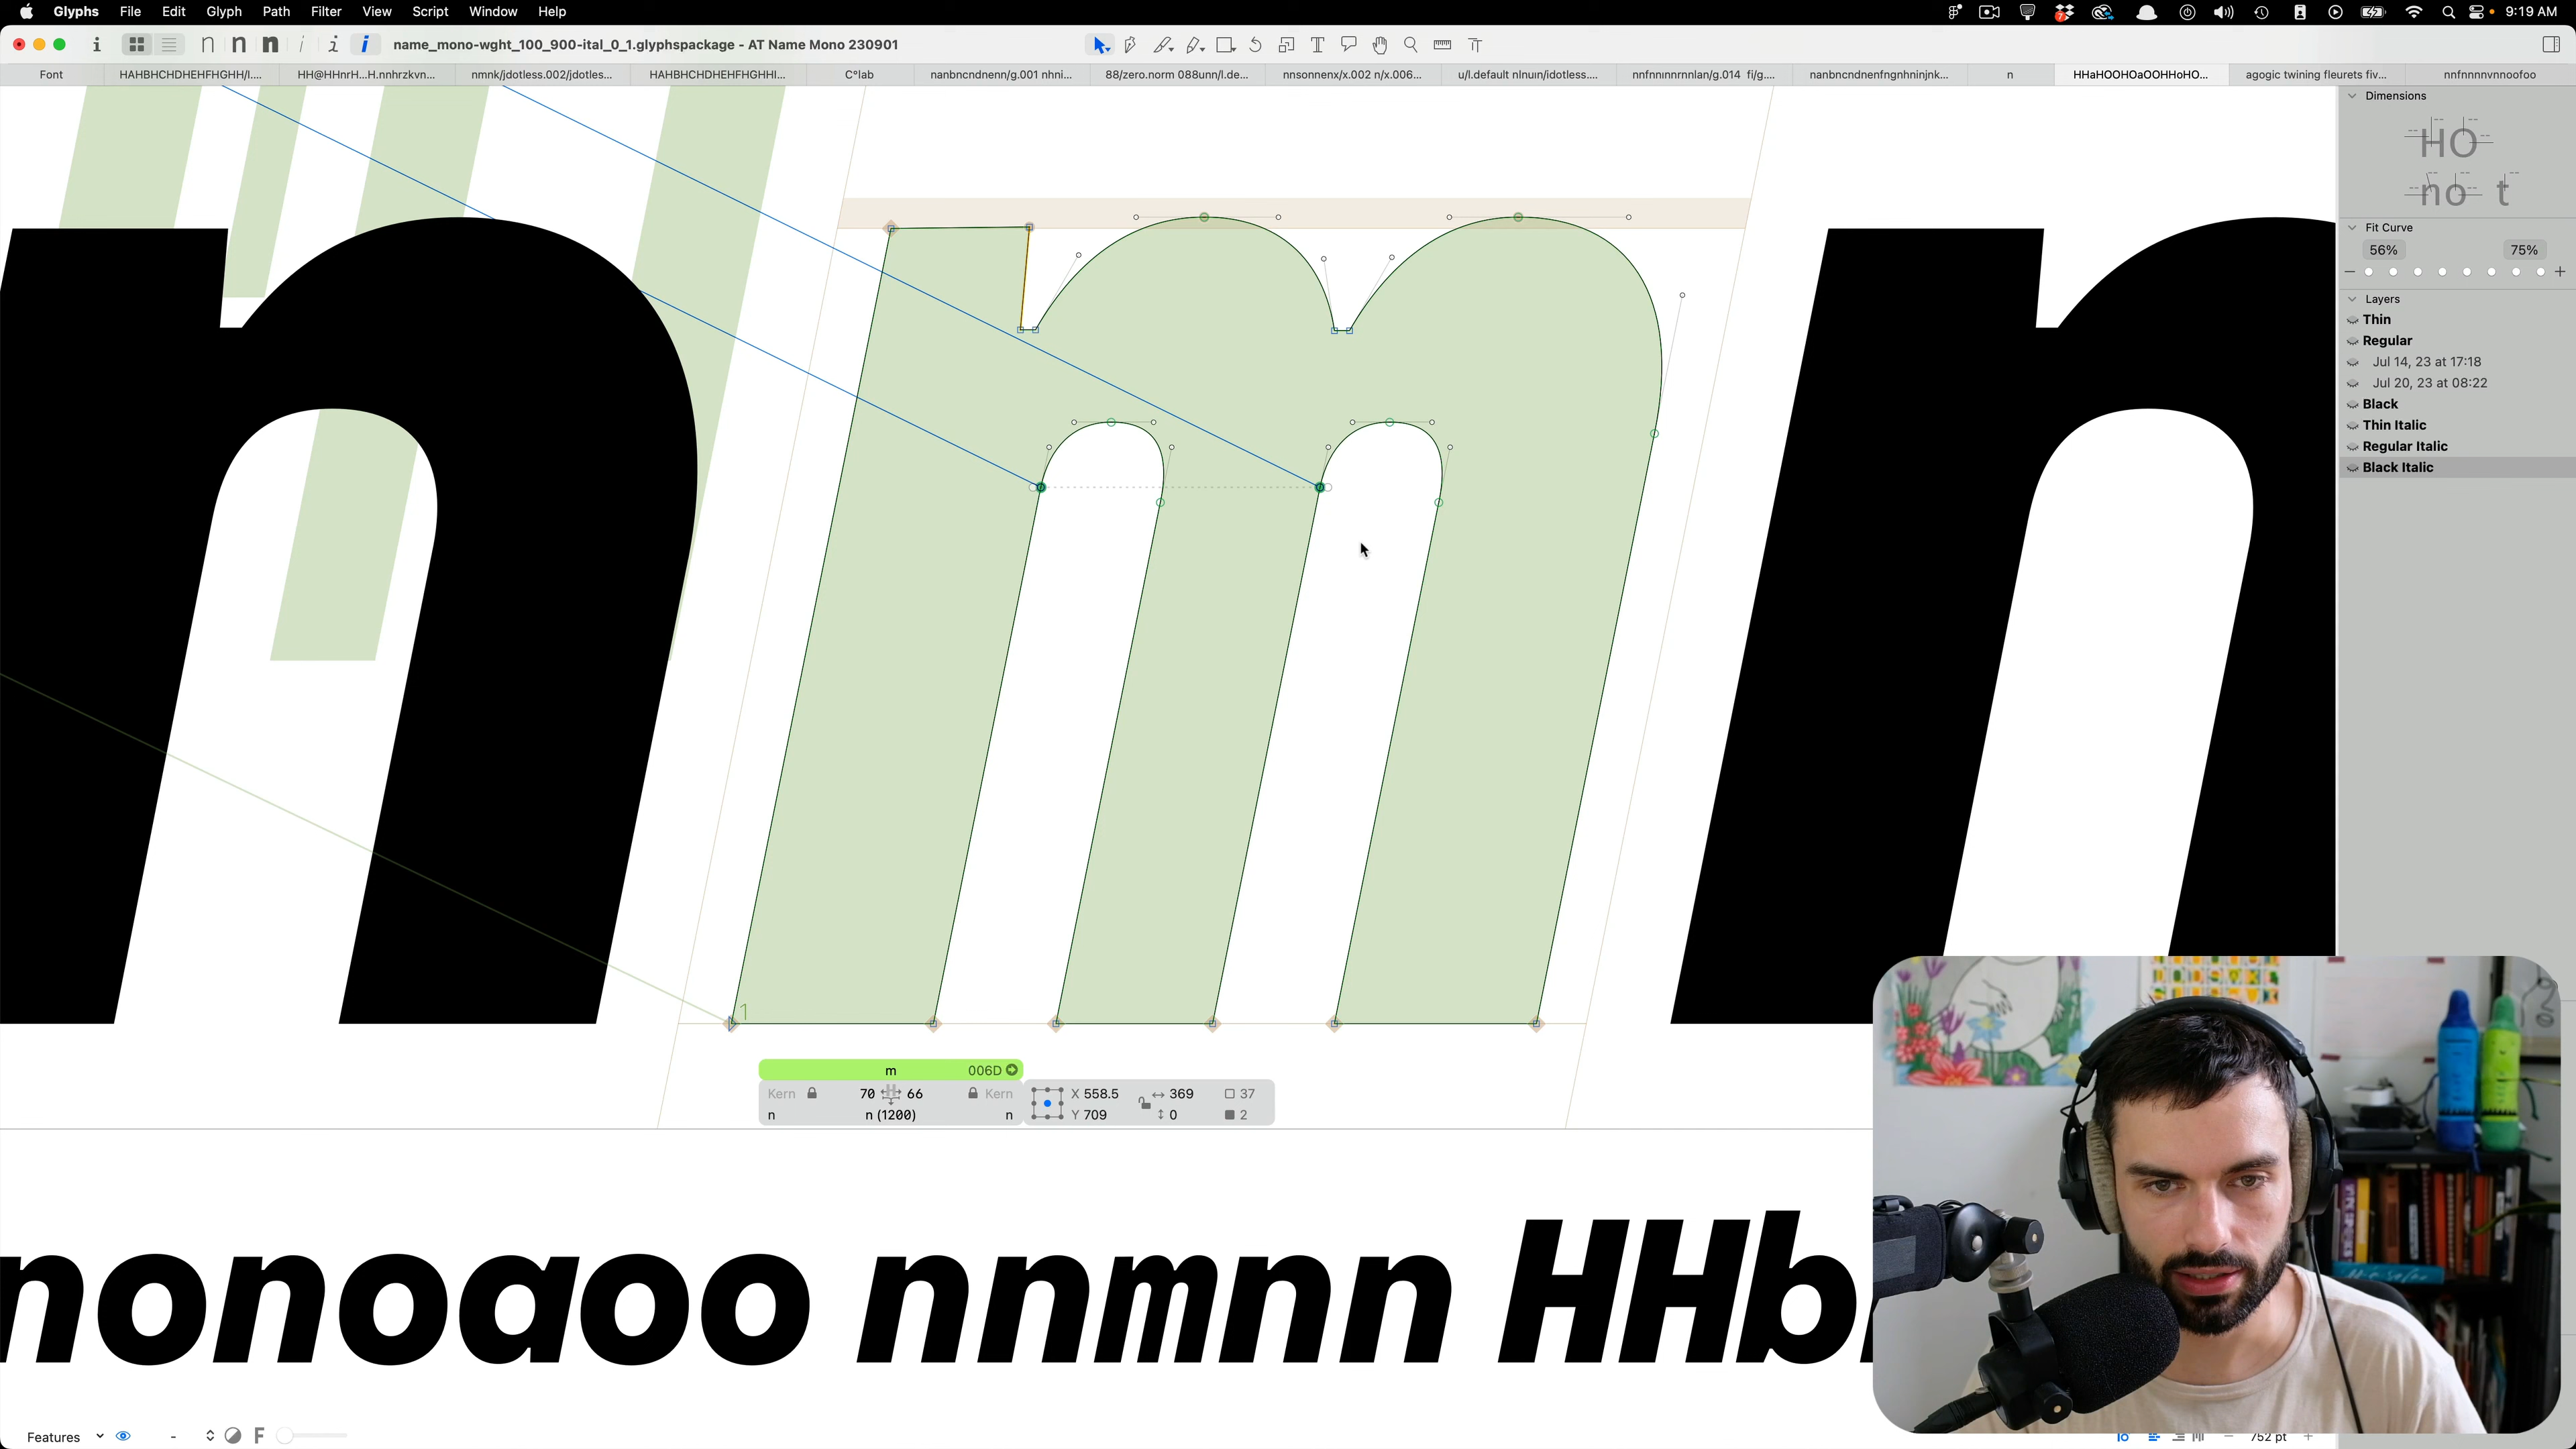 Glyphs File Edit Glyph Path Filter View Script Window Help 9:19 AM
name_mono-wght_100_900-ital_0_1.glyphspackage - AT Name Mono 230901
Font HAHBHCHDHEHFHGHH/I.... HH@HHnrH...H.nnhrzkvn... nmnk/jdotless.002/jdotles... HAHBHCHDHEHFHGHHI... C°lab nanbncndnenn/g.001 nhni... 88/zero.norm 088unn/l.de... nnsonnenx/x.002 n/x.006... u/l.default nlnuın/idotless.... nnfnnınnrnnlan/g.014 fi/g.... nanbncndnenfngnhninjnk... n HHaHOOHOaOOHHoHO... agogic twining fleurets fiv... nnfnnnnvnnoofoo
Dimensions
HO
no t
Fit Curve
56% 75%
Layers
Thin
Regular
Jul 14, 23 at 17:18
Jul 20, 23 at 08:22
Black
Thin Italic
Regular Italic
Black Italic
n m n
1
m 006D
Kern 70 66 Kern X 558.5 369 37
n n (1200) n Y 709 0 2
nonoaoo nnmnn HHb
Features - F 752 pt